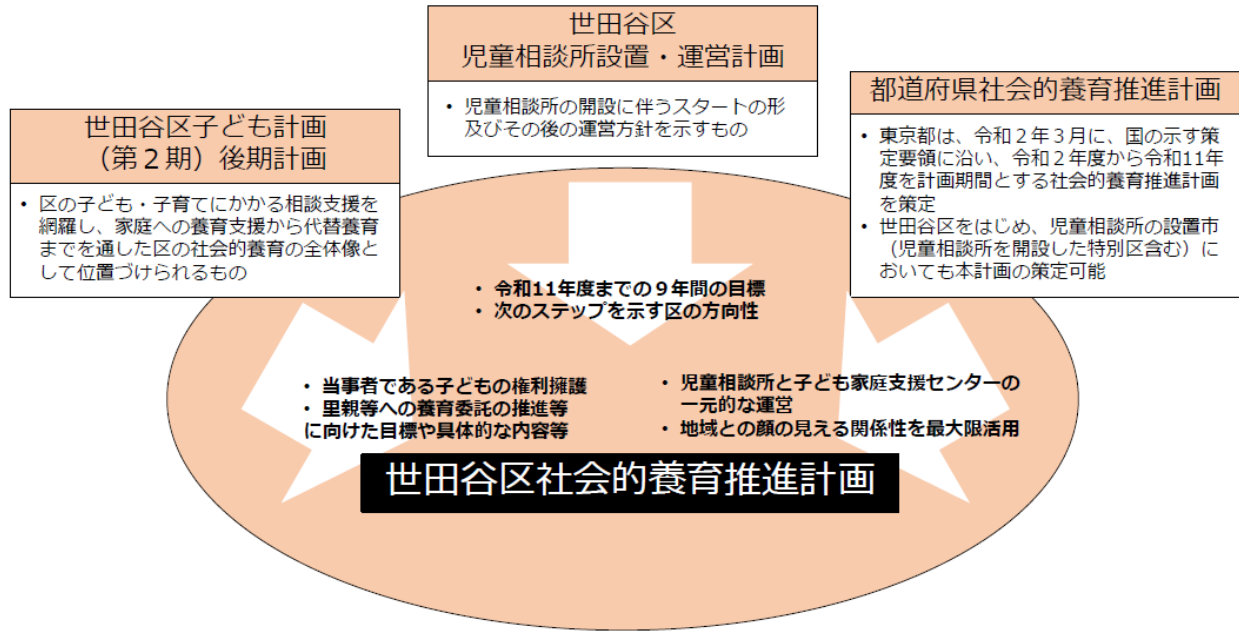 世田谷区
児童相談所設置・運営計画
• 児童相談所の開設に伴うスタートの形
及びその後の運営方針を示すもの
世田谷区子ども計画
（第２期）後期計画
• 区の子ども・子育てにかかる相談支援を
網羅し、家庭への養育支援から代替養育
までを通した区の社会的養育の全体像と
して位置づけられるもの
都道府県社会的養育推進計画
• 東京都は、令和２年３月に、国の示す策
定要領に沿い、令和２年度から令和11年
度を計画期間とする社会的養育推進計画
を策定
• 世田谷区をはじめ、児童相談所の設置市
（児童相談所を開設した特別区含む）に
おいても本計画の策定可能
• 令和11年度までの９年間の目標
• 次のステップを示す区の方向性
• 当事者である子どもの権利擁護
• 里親等への養育委託の推進等
に向けた目標や具体的な内容等
• 児童相談所と子ども家庭支援センターの
一元的な運営
• 地域との顔の見える関係性を最大限活用
世田谷区社会的養育推進計画